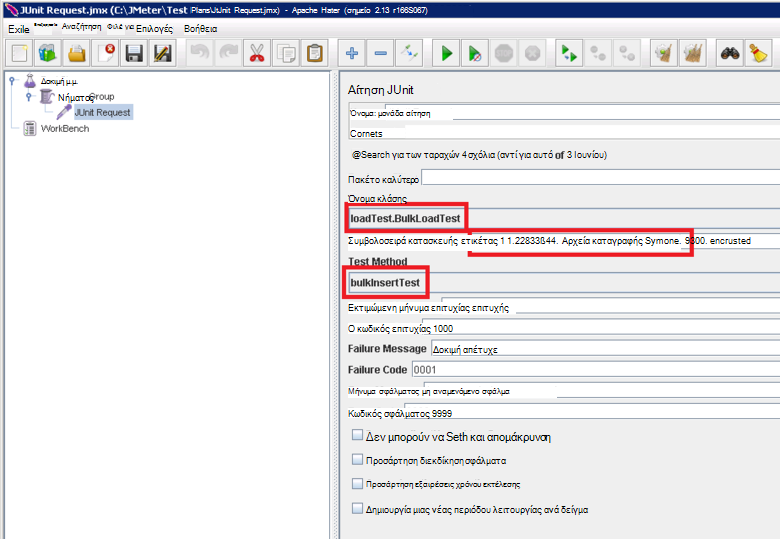 JUnit Request.jmx (C:\JMeter\Test Plans\JUnit Request.jmx) - Apache Hater (σημείο 2.13 r1665067)
Exile Αναζήτηση Φιλέ για Επιλογές Βοήθεια
Δοκιμή μ.μ.
Νήματος Group
JUnit Request
WorkBench
Αίτηση JUnit
Όνομα: μονάδα αίτηση
Cornets
@Search για των ταραχών 4 σχόλια (αντί για αυτό of 3 Ιουνίου)
Πακέτο καλύτερο
Όνομα κλάσης
loadTest.BulkLoadTest
Συμβολοσειρά κατασκευής ετικέτας 1 1.22833ß44. Αρχεία καταγραφής Symone. 9300. encrusted
Test Method
bulkInsertTest
Εκτιμώμενη μήνυμα επιτυχίας επιτυχής
Ο κωδικός επιτυχίας 1000
Failure Message Δοκιμή απέτυχε
Failure Code 0001
Μήνυμα σφάλματος μη αναμενόμενο σφάλμα
Κωδικός σφάλματος 9999
Δεν μπορούν να Seth και απομάκρυνση
Προσάρτηση διεκδίκηση σφάλματα
Προσάρτηση εξαιρέσεις χρόνου εκτέλεσης
Δημιουργία μιας νέας περιόδου λειτουργίας ανά δείγμα